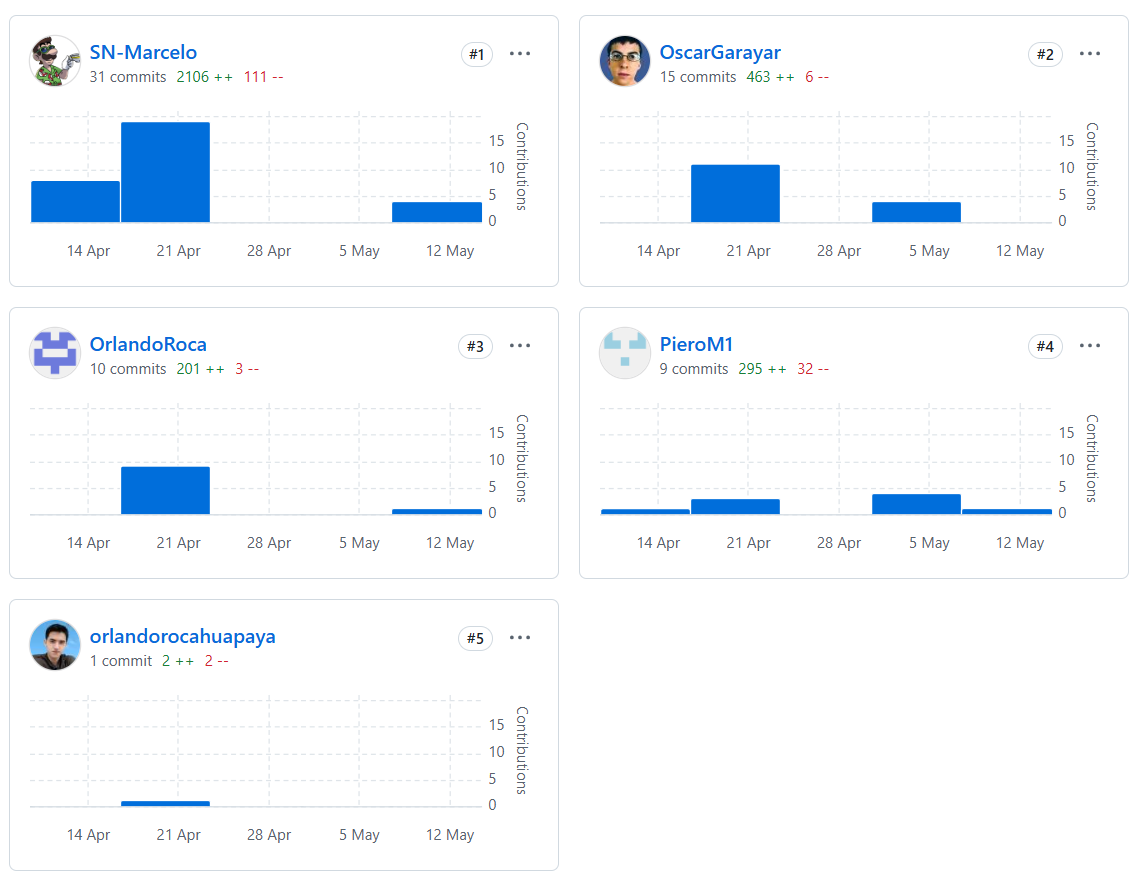 SN-Marcelo #1
31 commits 2106 ++ 111 --
15
10
5
0
Contributions
14 Apr 21 Apr 28 Apr 5 May 12 May
OscarGarayar #2
15 commits 463 ++ 6 --
15
10
5
0
Contributions
14 Apr 21 Apr 28 Apr 5 May 12 May
OrlandoRoca #3
10 commits 201 ++ 3 --
15
10
5
0
Contributions
14 Apr 21 Apr 28 Apr 5 May 12 May
PieroM1 #4
9 commits 295 ++ 32 --
15
10
5
0
Contributions
14 Apr 21 Apr 28 Apr 5 May 12 May
orlandorocahuapaya #5
1 commit 2 ++ 2 --
15
10
5
0
Contributions
14 Apr 21 Apr 28 Apr 5 May 12 May